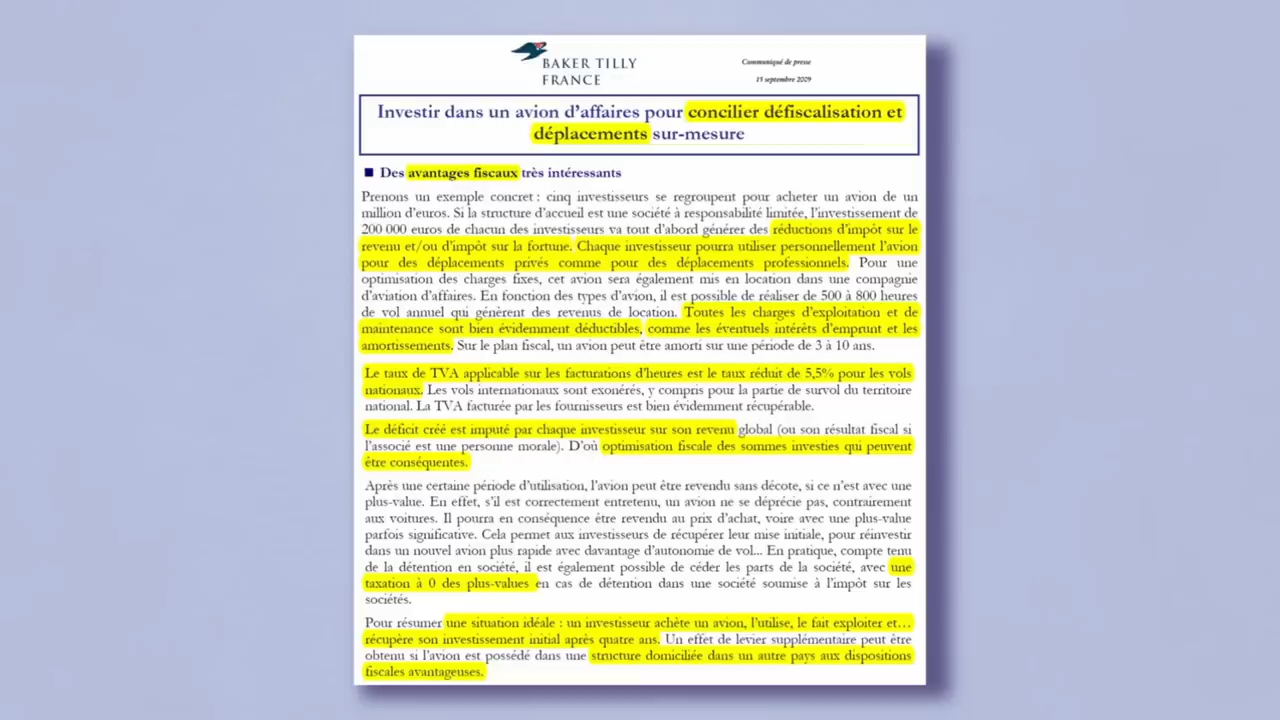 BAKER TILLY
FRANCE
Communiqué de presse
15 septembre 2009
Investir dans un avion d'affaires pour concilier défiscalisation et
déplacements sur-mesure
■ Des avantages fiscaux très intéressants
Prenons un exemple concret : cinq investisseurs se regroupent pour acheter un avion de un
million d'euros. Si la structure d'accueil est une société à responsabilité limitée, l'investissement de
200 000 euros de chacun des investisseurs va tout d'abord générer des réductions d'impôt sur le
revenu et/ou d'impôt sur la fortune. Chaque investisseur pourra utiliser personnellement l'avion
pour des déplacements privés comme pour des déplacements professionnels. Pour une
optimisation des charges fixes, cet avion sera également mis en location dans une compagnie
d'aviation d'affaires. En fonction des types d'avion, il est possible de réaliser de 500 à 800 heures
de vol annuel qui génèrent des revenus de location. Toutes les charges d'exploitation et de
maintenance sont bien évidemment déductibles, comme les éventuels intérêts d'emprunt et les
amortissements. Sur le plan fiscal, un avion peut être amorti sur une période de 3 à 10 ans.
Le taux de TVA applicable sur les facturations d'heures est le taux réduit de 5,5% pour les vols
nationaux. Les vols internationaux sont exonérés, y compris pour la partie de survol du territoire
national. La TVA facturée par les fournisseurs est bien évidemment récupérable.
Le déficit créé est imputé par chaque investisseur sur son revenu global (ou son résultat fiscal si
l'associé est une personne morale). D'où optimisation fiscale des sommes investies qui peuvent
être conséquentes.
Après une certaine période d'utilisation, l'avion peut être revendu sans décote, si ce n'est avec une
plus-value. En effet, s'il est correctement entretenu, un avion ne se déprécie pas, contrairement
aux voitures. Il pourra en conséquence être revendu au prix d'achat, voire avec une plus-value
parfois significative. Cela permet aux investisseurs de récupérer leur mise initiale, pour réinvestir
dans un nouvel avion plus rapide avec davantage d'autonomie de vol... En pratique, compte tenu
de la détention en société, il est également possible de céder les parts de la société, avec une
taxation à 0 des plus-values en cas de détention dans une société soumise à l'impôt sur les
sociétés.
Pour résumer une situation idéale : un investisseur achète un avion, l'utilise, le fait exploiter et…
récupère son investissement initial après quatre ans. Un effet de levier supplémentaire peut être
obtenu si l'avion est possédé dans une structure domiciliée dans un autre pays aux dispositions
fiscales avantageuses.